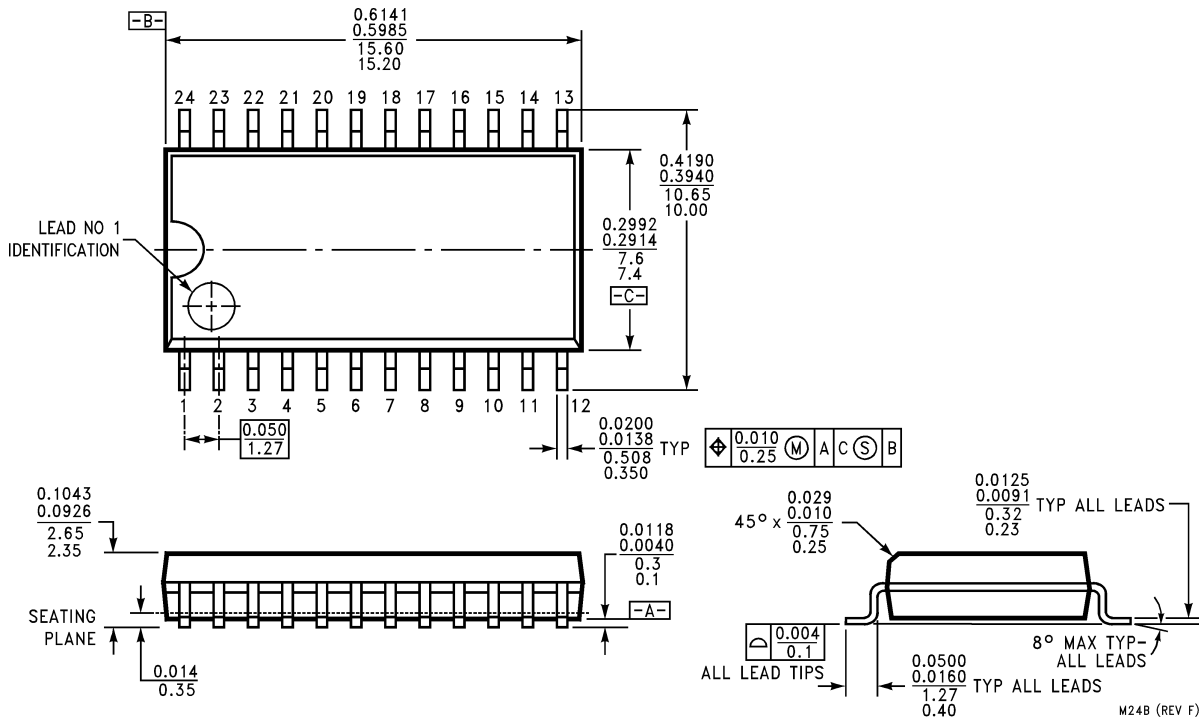 -B-
0.6141
0.5985
15.60
15.20
24 23 22 21 20 19 18 17 16 15 14 13
0.4190
0.3940
10.65
10.00
LEAD NO 1
IDENTIFICATION
0.2992
0.2914
7.6
7.4
-C-
1 2 3 4 5 6 7 8 9 10 11 12
0.050
1.27
0.0200
0.0138 TYP
0.508
0.350
0.010
0.25 M A C S B
0.1043
0.0926
2.65
2.35
0.0118
0.0040
0.3
0.1
-A-
SEATING
PLANE
0.014
0.35
45° x
0.029
0.010
0.75
0.25
0.0125
0.0091
0.32
0.23
TYP ALL LEADS
0.004
0.1
ALL LEAD TIPS
8° MAX TYP-
ALL LEADS
0.0500
0.0160
1.27
0.40
TYP ALL LEADS
M24B (REV F)